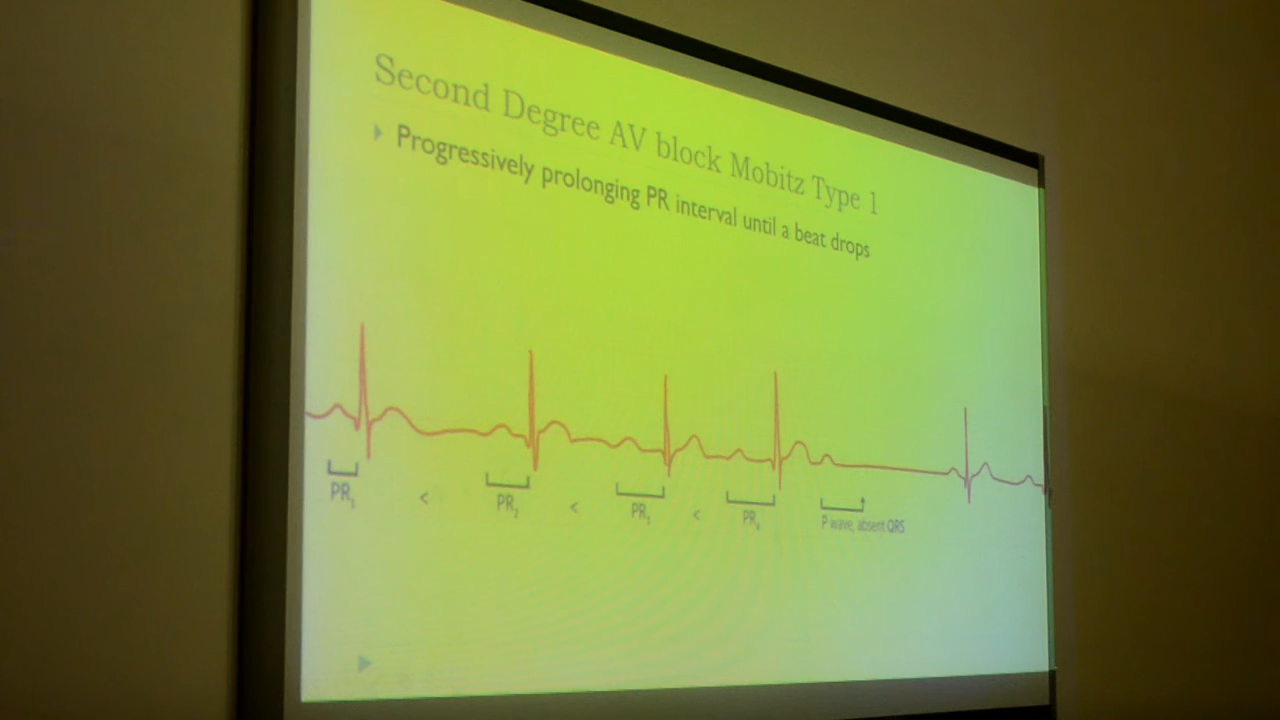 Second Degree AV block Mobitz Type 1
Progressively prolonging PR interval until a beat drops
PR₁ < PR₂ < PR₃ < PR₄ P wave, absent QRS